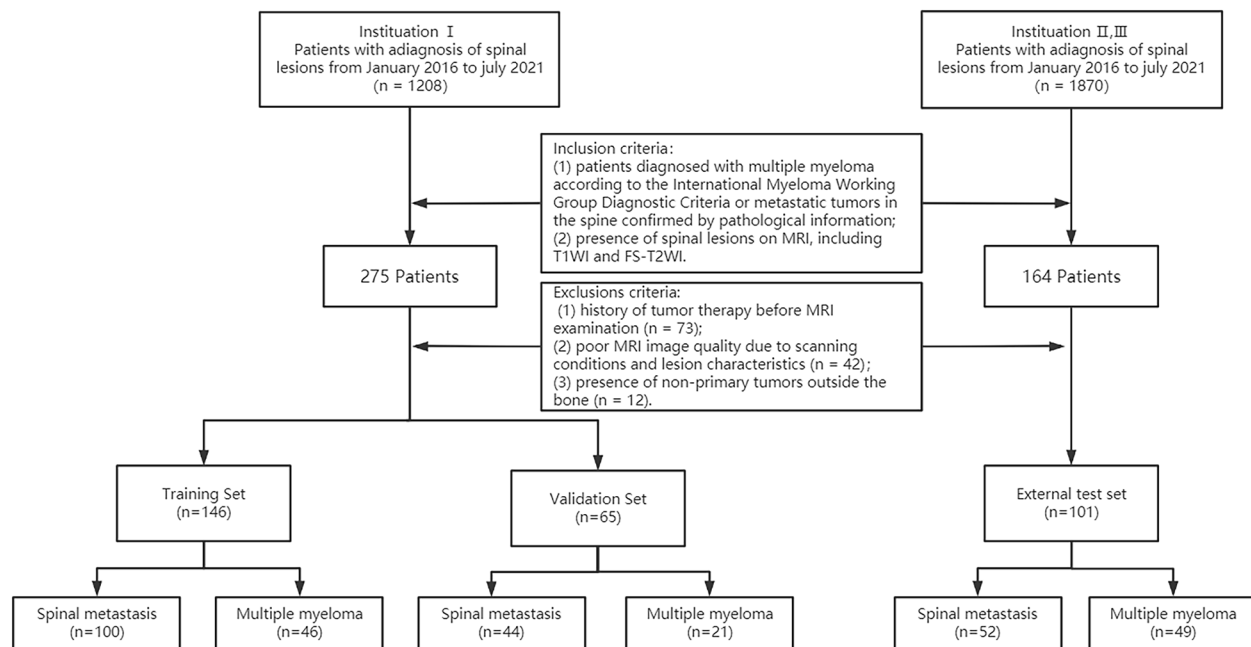 Instituation Ⅰ
Patients with adiagnosis of spinal
lesions from January 2016 to july 2021
(n = 1208)
Instituation Ⅱ,Ⅲ
Patients with adiagnosis of spinal
lesions from January 2016 to july 2021
(n = 1870)
Inclusion criteria:
(1) patients diagnosed with multiple myeloma
according to the International Myeloma Working
Group Diagnostic Criteria or metastatic tumors in
the spine confirmed by pathological information;
(2) presence of spinal lesions on MRI, including
T1WI and FS-T2WI.
275 Patients
164 Patients
Exclusions criteria:
(1) history of tumor therapy before MRI
examination (n = 73);
(2) poor MRI image quality due to scanning
conditions and lesion characteristics (n = 42);
(3) presence of non-primary tumors outside the
bone (n = 12).
Training Set
(n=146)
Validation Set
(n=65)
External test set
(n=101)
Spinal metastasis
(n=100)
Multiple myeloma
(n=46)
Spinal metastasis
(n=44)
Multiple myeloma
(n=21)
Spinal metastasis
(n=52)
Multiple myeloma
(n=49)